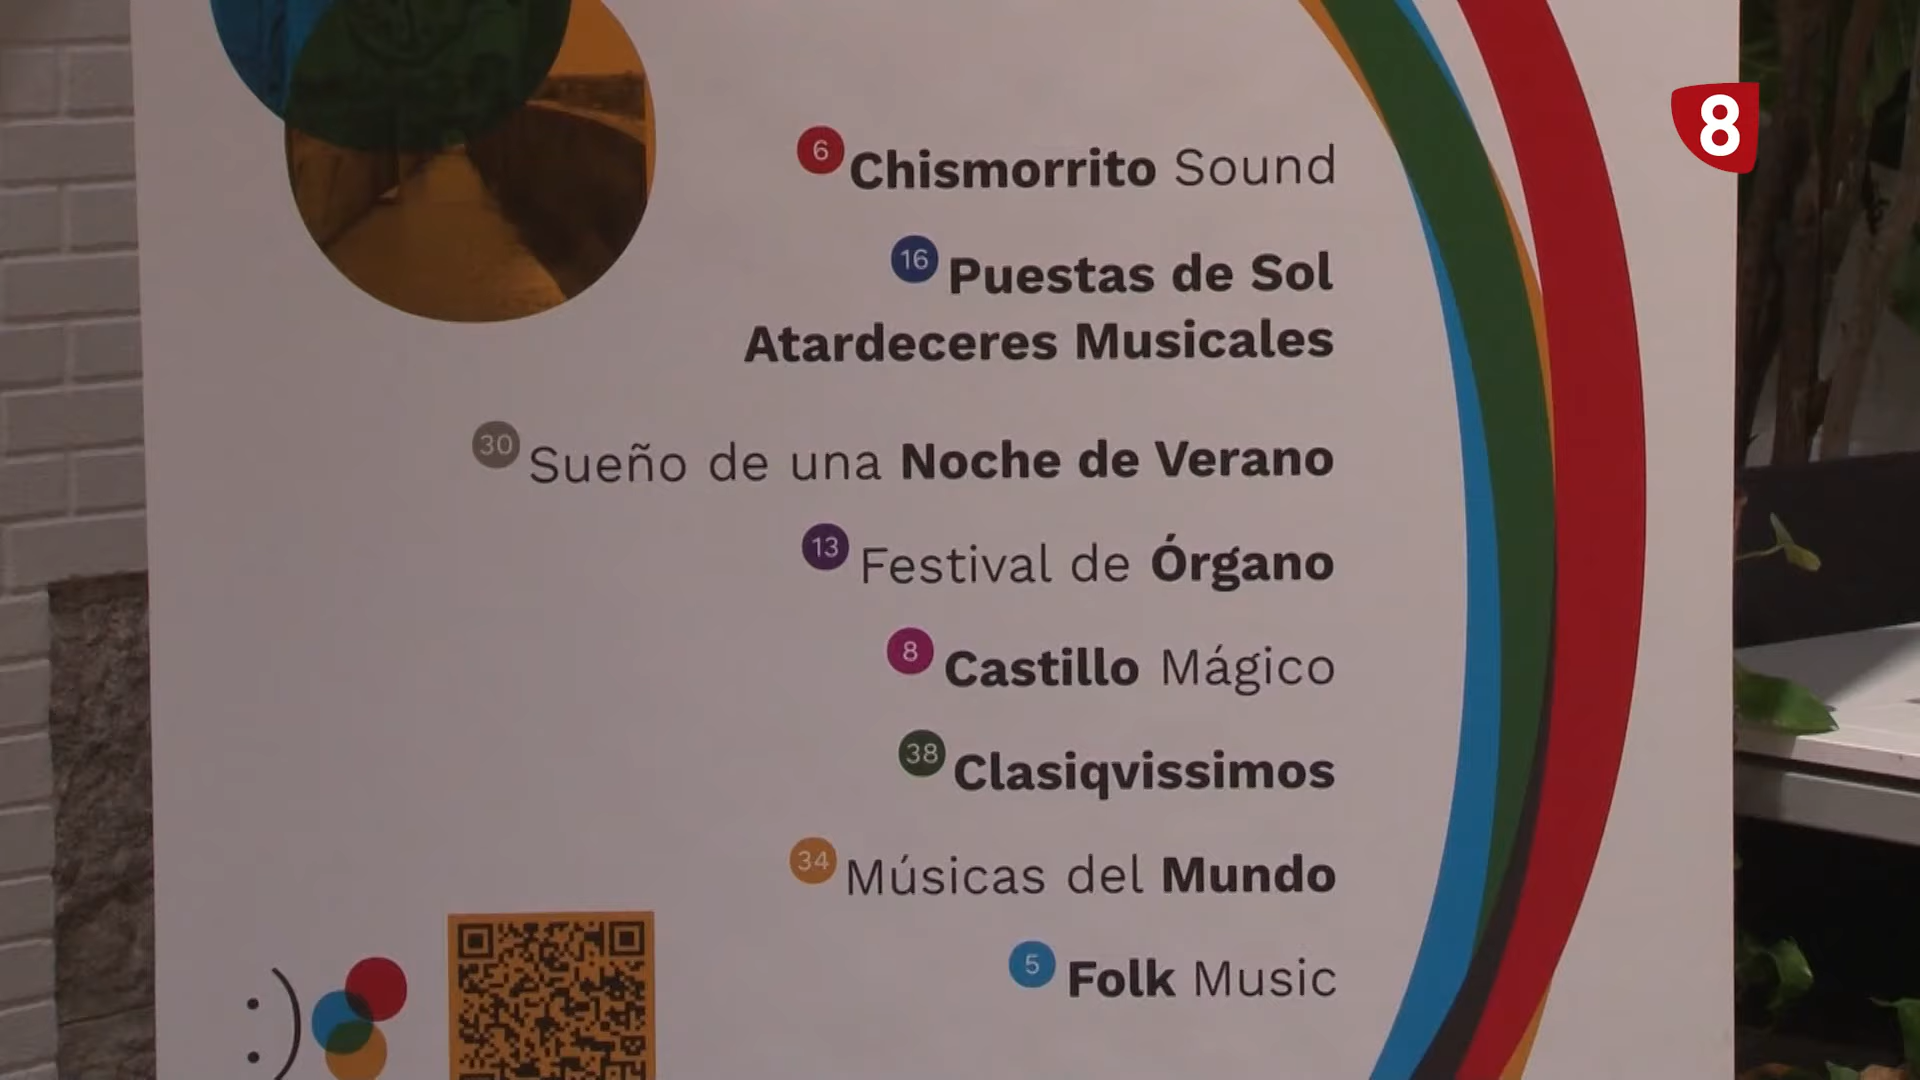 8
6 Chismorrito Sound
16 Puestas de Sol
Atardeceres Musicales
30 Sueño de una Noche de Verano
13 Festival de Órgano
8 Castillo Mágico
38 Clasiqvissimos
34 Músicas del Mundo
5 Folk Music
:)